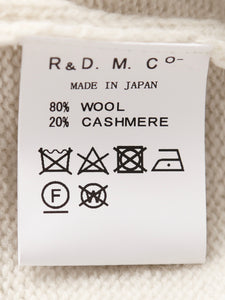 R & D. M. Co-
MADE IN JAPAN
80% WOOL
20% CASHMERE
F W